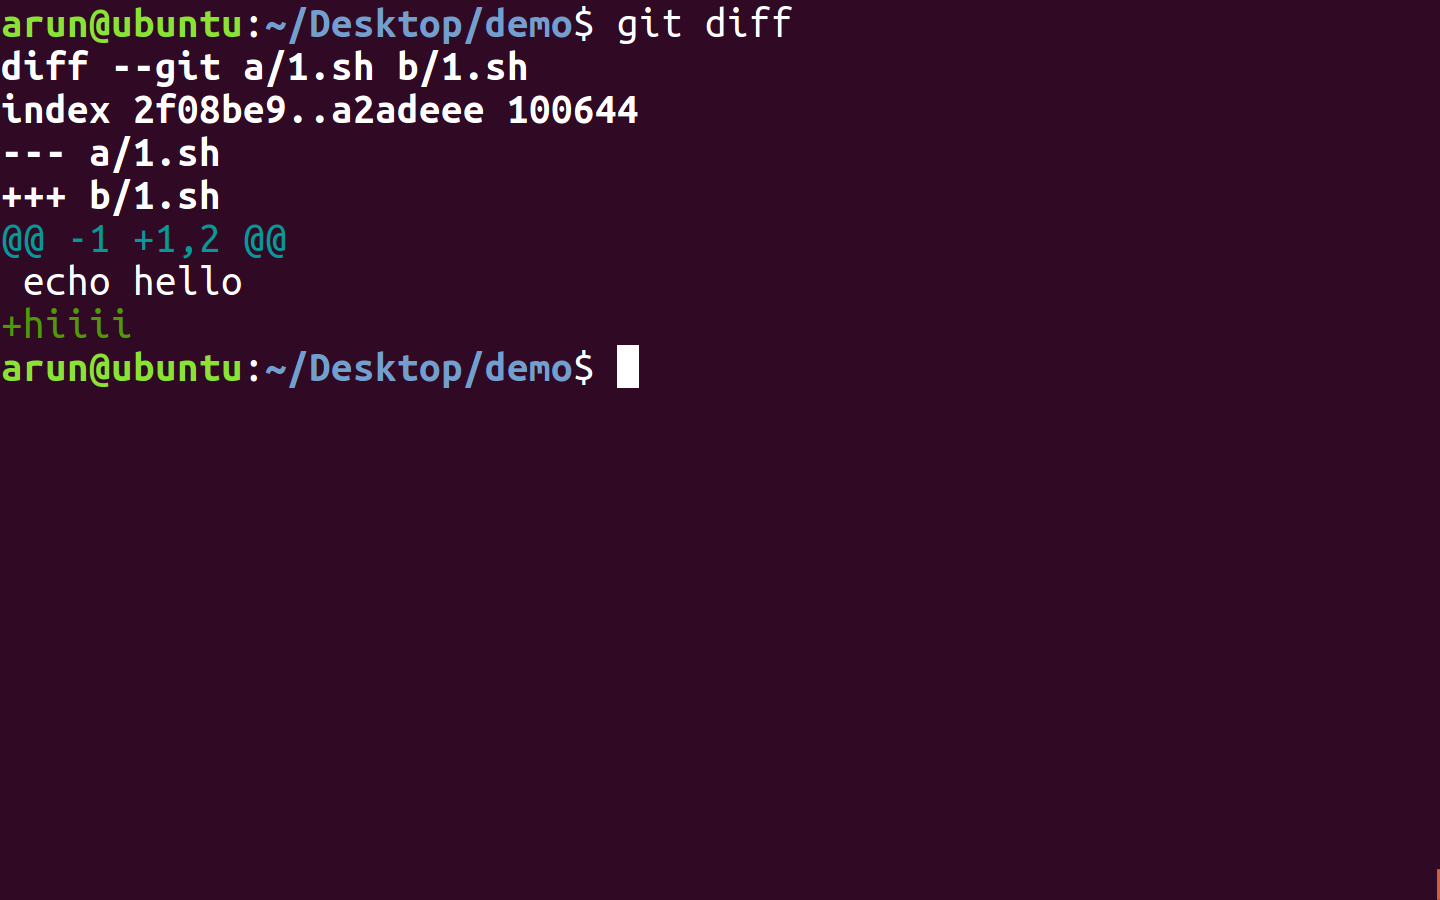 arun@ubuntu:~/Desktop/demo$ git diff
diff --git a/1.sh b/1.sh
index 2f08be9..a2adeee 100644
--- a/1.sh
+++ b/1.sh
@@ -1 +1,2 @@
 echo hello
+hiiii
arun@ubuntu:~/Desktop/demo$